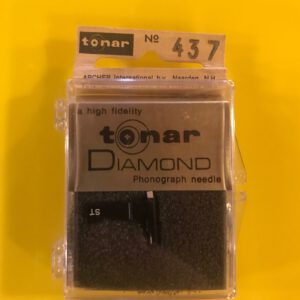 tonar Nº 437
ARCHER International b.v. Naarden N.H.
a high fidelity
tonar
DIAMOND
Phonograph needle
ST